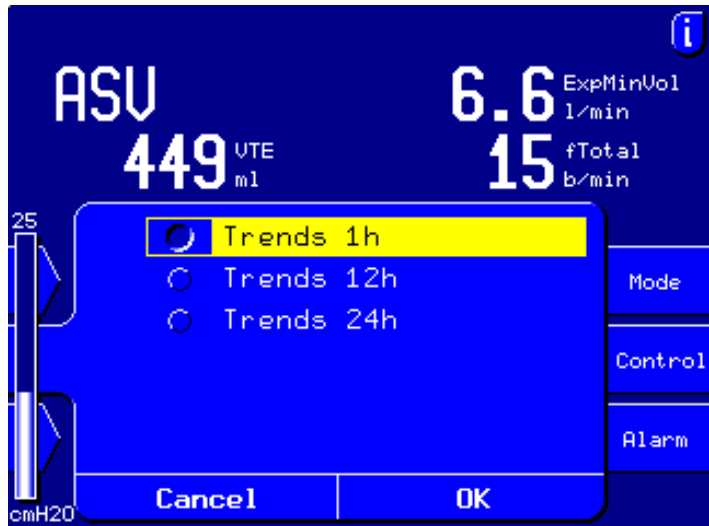 i
ASV
6.6 ExpMinVol
l/min
449 VTE
ml
15 fTotal
b/min
25
Trends 1h
Trends 12h
Trends 24h
Mode
Control
Alarm
cmH2O
Cancel
OK